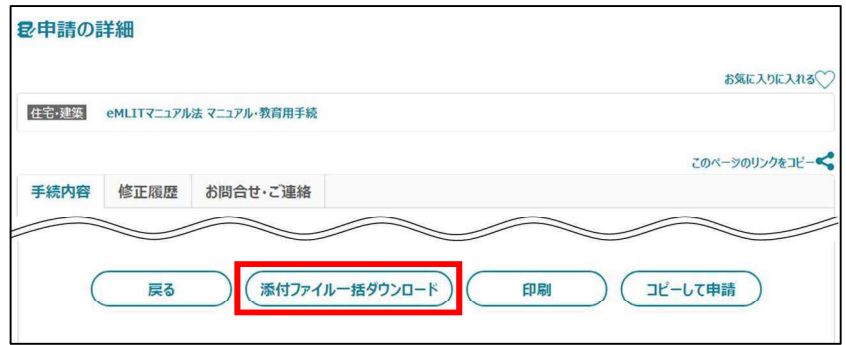 申請の詳細
お気に入りに入れる
住宅・建築 eMLITマニュアル法 マニュアル・教育用手続
このページのリンクをコピー
手続内容 修正履歴 お問合せ・ご連絡
戻る 添付ファイル一括ダウンロード 印刷 コピーして申請